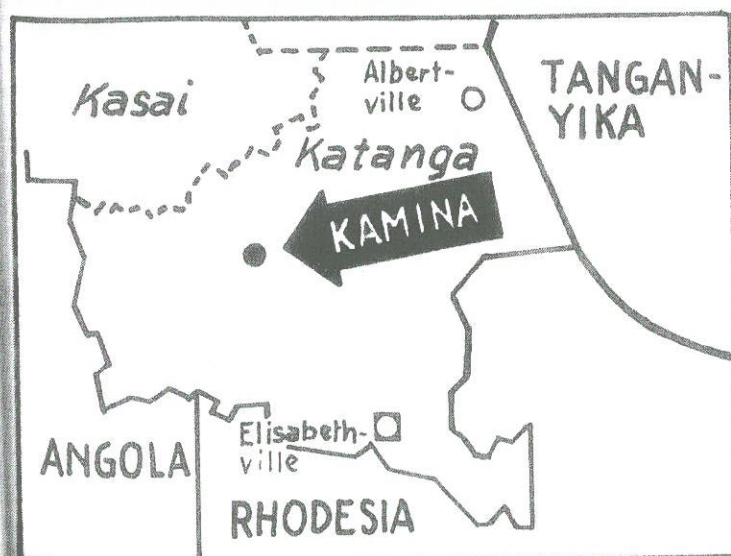 Kasai
Albert-
ville
TANGAN-
YIKA
Katanga
KAMINA
Elisabeth-
ville
ANGOLA
RHODESIA